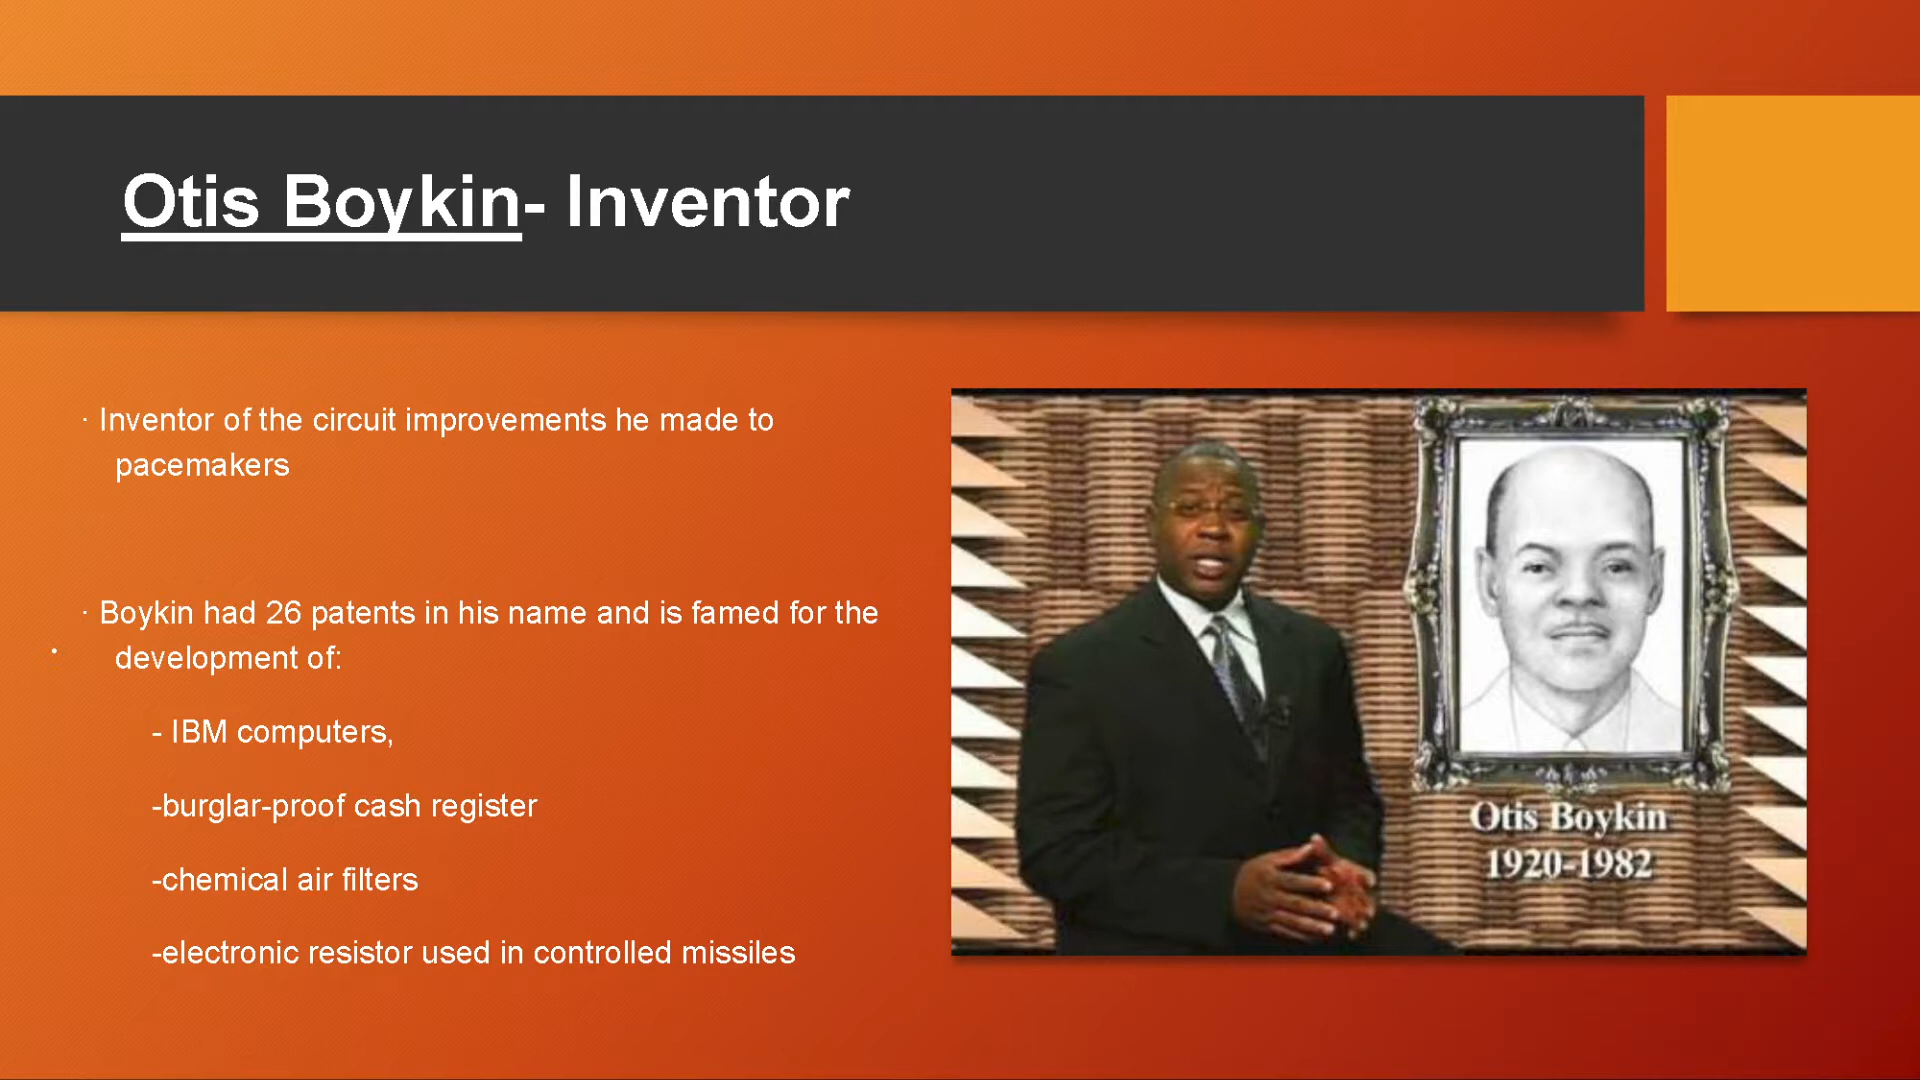 Otis Boykin- Inventor
· Inventor of the circuit improvements he made to
pacemakers
· Boykin had 26 patents in his name and is famed for the
development of:
- IBM computers,
-burglar-proof cash register
-chemical air filters
-electronic resistor used in controlled missiles
Otis Boykin
1920-1982